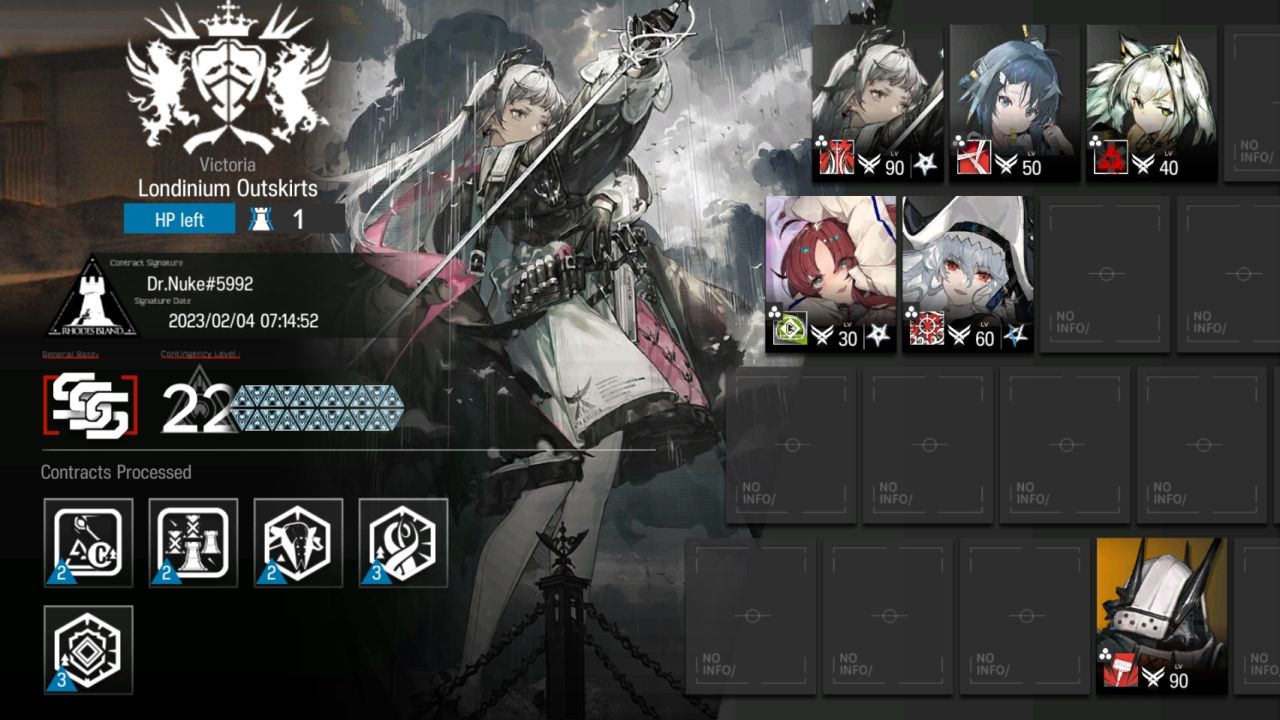 Victoria
Londinium Outskirts
HP left
1
Contract Signature
Dr.Nuke#5992
Signature Date
2023/02/04 07:14:52
RHODES ISLAND
General Rate:
Contingency Level:
SSS
22
Contracts Processed
2
2
2
3
3
LV
90
LV
50
LV
40
NO
INFO/
LV
30
LV
60
NO
INFO/
NO
INFO/
NO
INFO/
NO
INFO/
NO
INFO/
NO
INFO/
NO
INFO/
NO
INFO/
NO
INFO/
LV
90
NO
INFO/